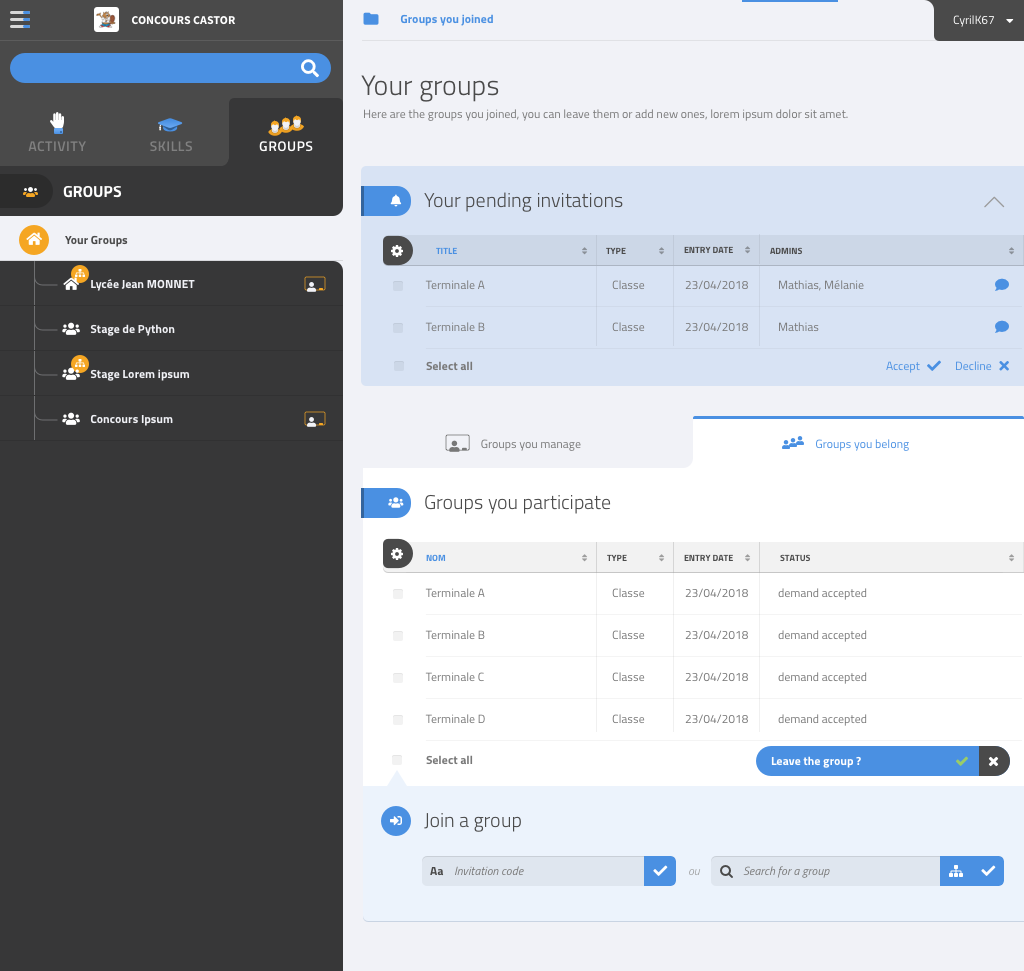 CONCOURS CASTOR
Groups you joined
CyrilK67
ACTIVITY
SKILLS
GROUPS
GROUPS
Your Groups
Lycée Jean MONNET
Stage de Python
Stage Lorem ipsum
Concours Ipsum
Your groups
Here are the groups you joined, you can leave them or add new ones, lorem ipsum dolor sit amet.
Your pending invitations
TITLE TYPE ENTRY DATE ADMINS
Terminale A Classe 23/04/2018 Mathias, Mélanie
Terminale B Classe 23/04/2018 Mathias
Select all Accept Decline
Groups you manage Groups you belong
Groups you participate
NOM TYPE ENTRY DATE STATUS
Terminale A Classe 23/04/2018 demand accepted
Terminale B Classe 23/04/2018 demand accepted
Terminale C Classe 23/04/2018 demand accepted
Terminale D Classe 23/04/2018 demand accepted
Select all Leave the group ?
Join a group
Aa Invitation code ou Search for a group